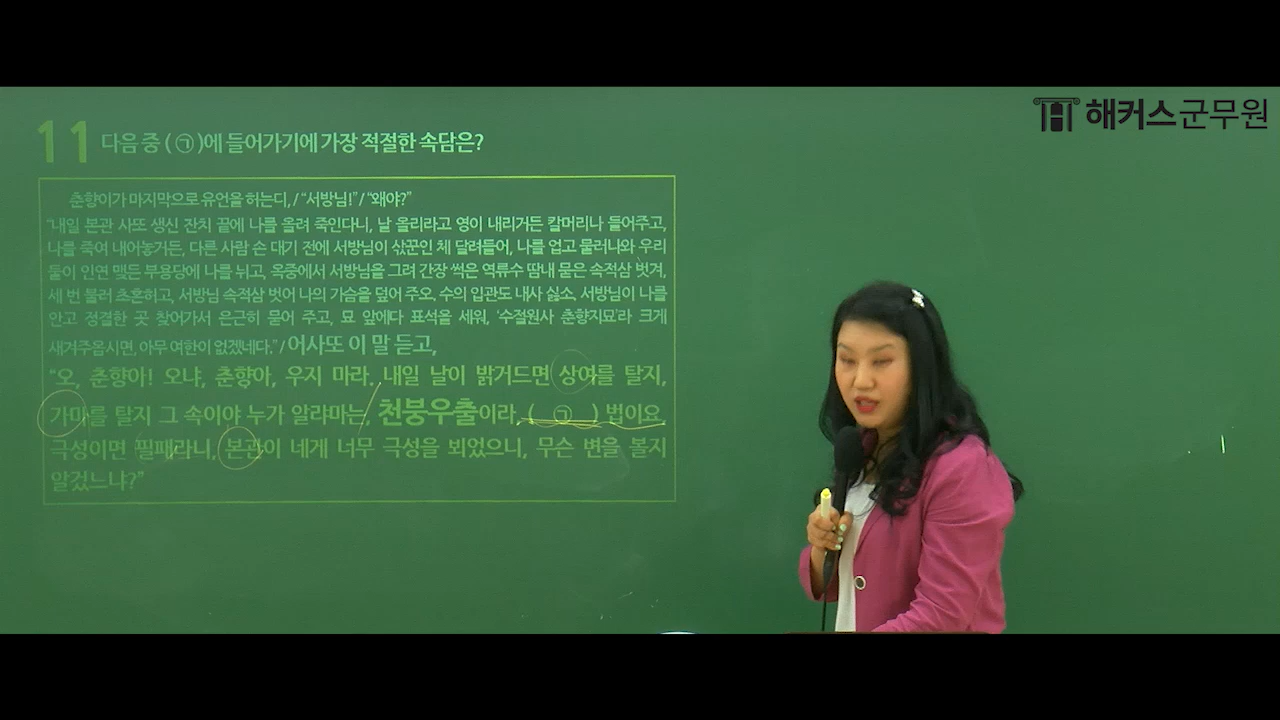 해커스군무원
11 다음 중 ( ㉠ )에 들어가기에 가장 적절한 속담은?
춘향이가 마지막으로 유언을 허는디, / “서방님!” / “왜야?”
“내일 본관 사또 생신 잔치 끝에 나를 올려 죽인다니, 날 올리라고 영이 내리거든 칼머리나 들어주고,
나를 죽여 내어놓거든, 다른 사람 손 대기 전에 서방님이 삯꾼인 체 달려들어, 나를 업고 물러나와 우리
둘이 인연 맺든 부용당에 나를 뉘고, 옥중에서 서방님을 그려 간장 썩은 역류수 땀내 묻은 속적삼 벗겨,
세 번 불러 초혼허고, 서방님 속적삼 벗어 나의 가슴을 덮어 주오. 수의 입관도 내사 싫소. 서방님이 나를
안고 정결한 곳 찾어가서 은근히 묻어 주고, 묘 앞에다 표석을 세워, ‘수절원사 춘향지묘’라 크게
새겨주옵시면, 아무 여한이 없겠네다.” / 어사또 이 말 듣고,
“오, 춘향아! 오냐, 춘향아, 우지 마라. 내일 날이 밝거드면 상여를 탈지,
가마를 탈지 그 속이야 누가 알랴마는, 천붕우출이라, ( ㉠ ) 법이요,
극성이면 필패라니, 본관이 네게 너무 극성을 뵈었으니, 무슨 변을 볼지
알겄느냐?”